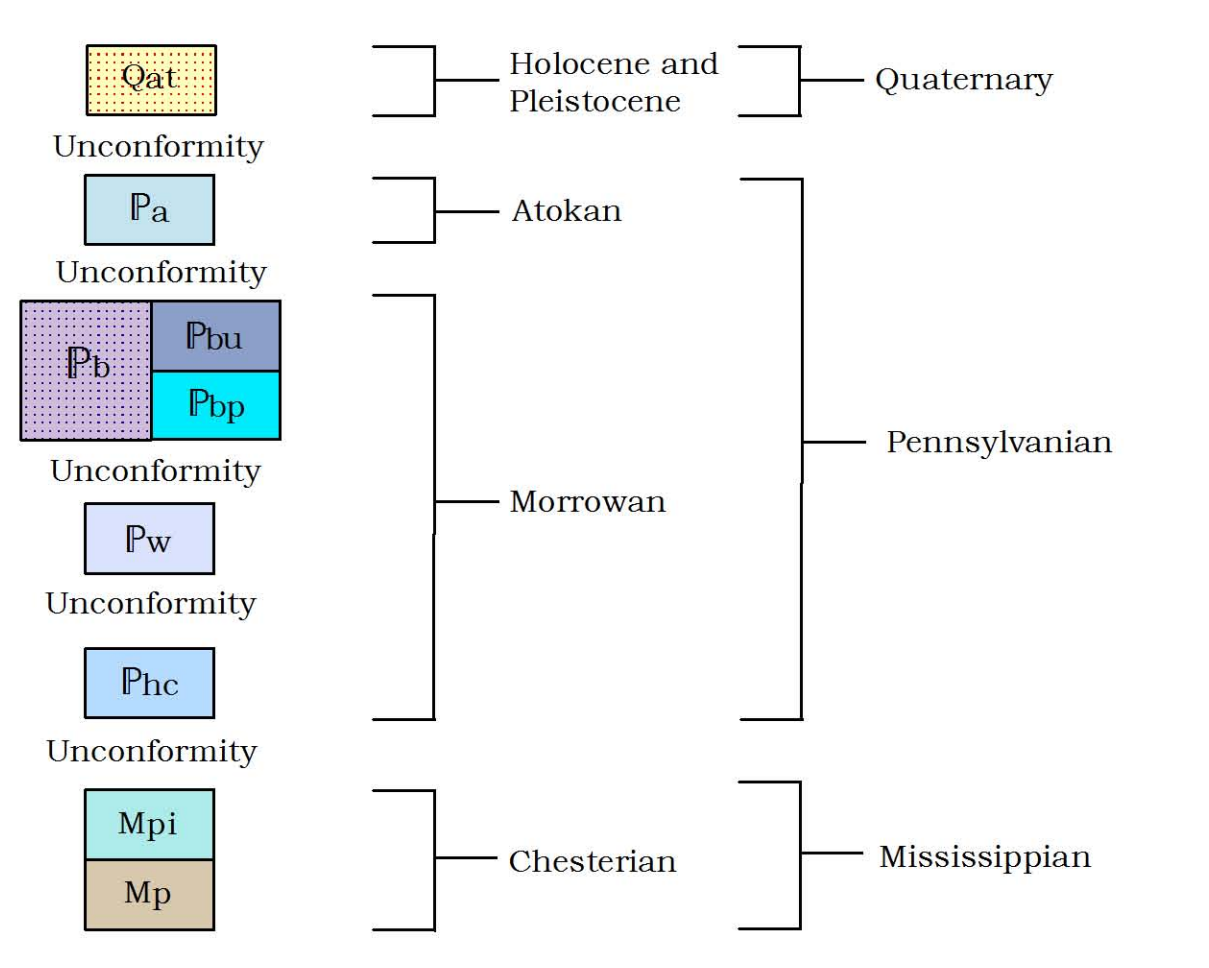 Qat
Holocene and
Pleistocene
Quaternary
Unconformity
ℙa
Atokan
Unconformity
ℙb
ℙbu
ℙbp
Pennsylvanian
Unconformity
Morrowan
ℙw
Unconformity
ℙhc
Unconformity
Mpi
Mp
Chesterian
Mississippian